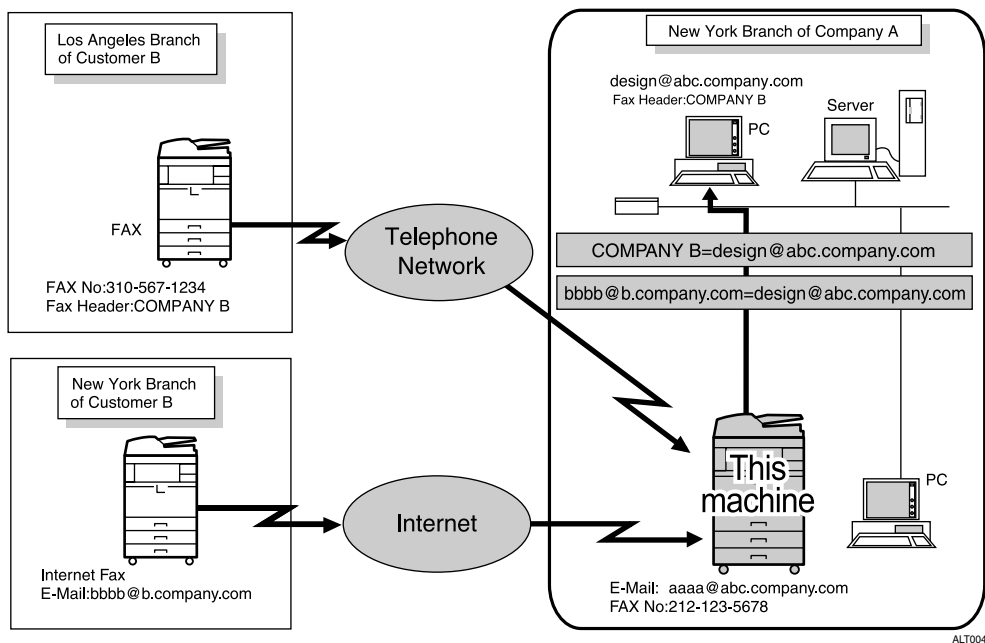 Los Angeles Branch
of Customer B
FAX
FAX No:310-567-1234
Fax Header:COMPANY B
New York Branch
of Customer B
Internet Fax
E-Mail:bbbb@b.company.com
Telephone
Network
Internet
New York Branch of Company A
design@abc.company.com
Fax Header:COMPANY B
PC
Server
COMPANY B=design@abc.company.com
bbbb@b.company.com=design@abc.company.com
This
machine
PC
E-Mail: aaaa@abc.company.com
FAX No:212-123-5678
ALT004